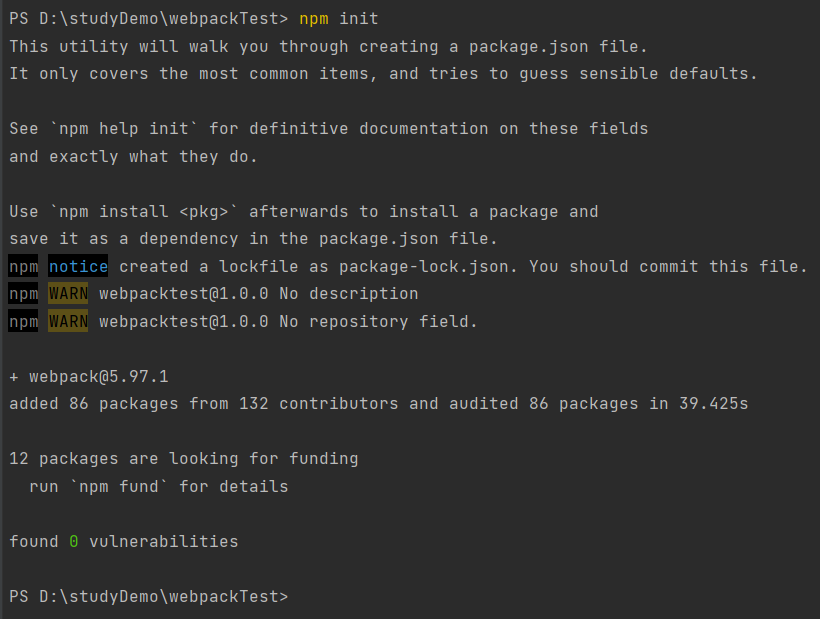 PS D:\studyDemo\webpackTest> npm init
This utility will walk you through creating a package.json file.
It only covers the most common items, and tries to guess sensible defaults.
See `npm help init` for definitive documentation on these fields
and exactly what they do.
Use `npm install <pkg>` afterwards to install a package and
save it as a dependency in the package.json file.
npm notice created a lockfile as package-lock.json. You should commit this file.
npm WARN webpacktest@1.0.0 No description
npm WARN webpacktest@1.0.0 No repository field.
+ webpack@5.97.1
added 86 packages from 132 contributors and audited 86 packages in 39.425s
12 packages are looking for funding
  run `npm fund` for details
found 0 vulnerabilities
PS D:\studyDemo\webpackTest>